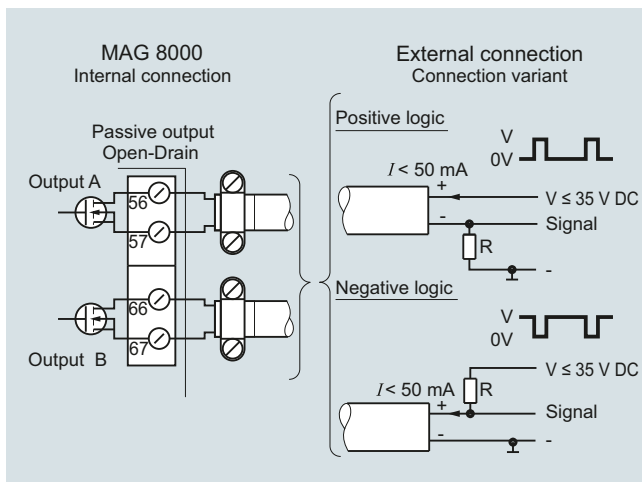 MAG 8000
Internal connection
Passive output
Open-Drain
Output A
56
57
66
67
Output B
External connection
Connection variant
Positive logic
V
0V
I < 50 mA
+
V ≤ 35 V DC
-
Signal
R
-
Negative logic
V
0V
V ≤ 35 V DC
I < 50 mA
R
+
Signal
-
-